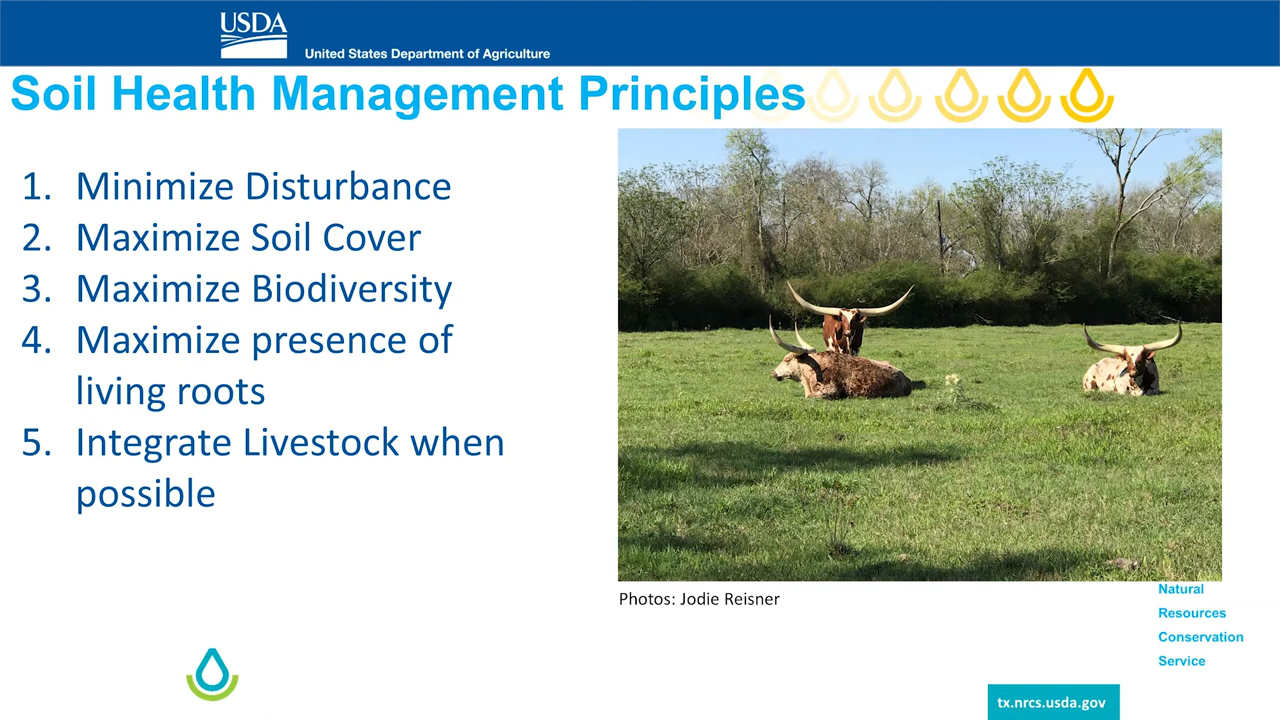 USDA
United States Department of Agriculture
Soil Health Management Principles
1. Minimize Disturbance
2. Maximize Soil Cover
3. Maximize Biodiversity
4. Maximize presence of
living roots
5. Integrate Livestock when
possible
Photos: Jodie Reisner
Natural
Resources
Conservation
Service
tx.nrcs.usda.gov